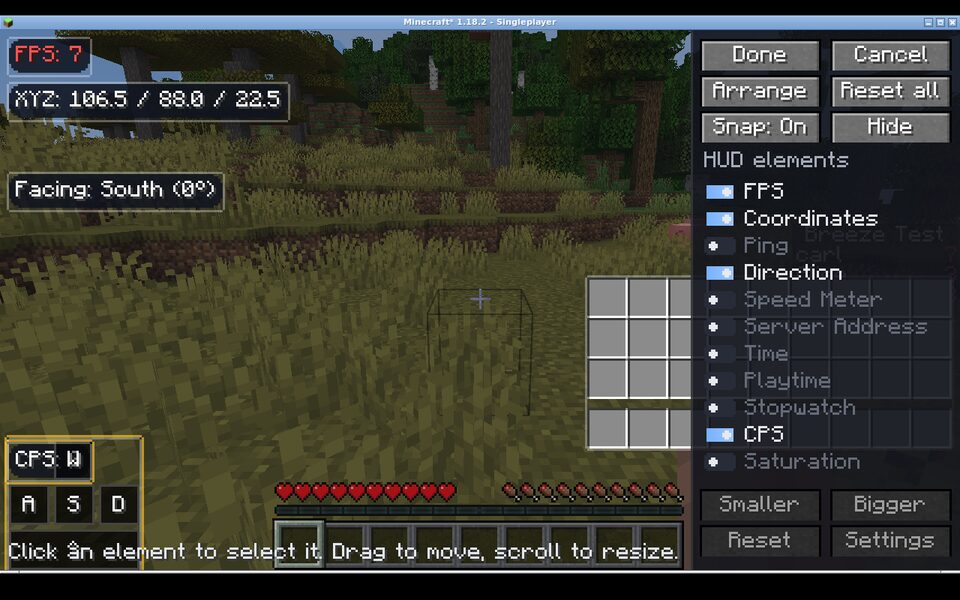 Minecraft* 1.18.2 - Singleplayer
FPS: 7
XYZ: 106.5 / 88.0 / 22.5
Facing: South (0°)
Done
Cancel
Arrange
Reset all
Snap: On
Hide
HUD elements
FPS
Coordinates
Ping
Direction
Speed Meter
Server Address
Time
Playtime
Stopwatch
CPS
Saturation
Breeze Test
carl
CPS: W
A S D
Click an element to select it. Drag to move, scroll to resize.
Smaller
Bigger
Reset
Settings